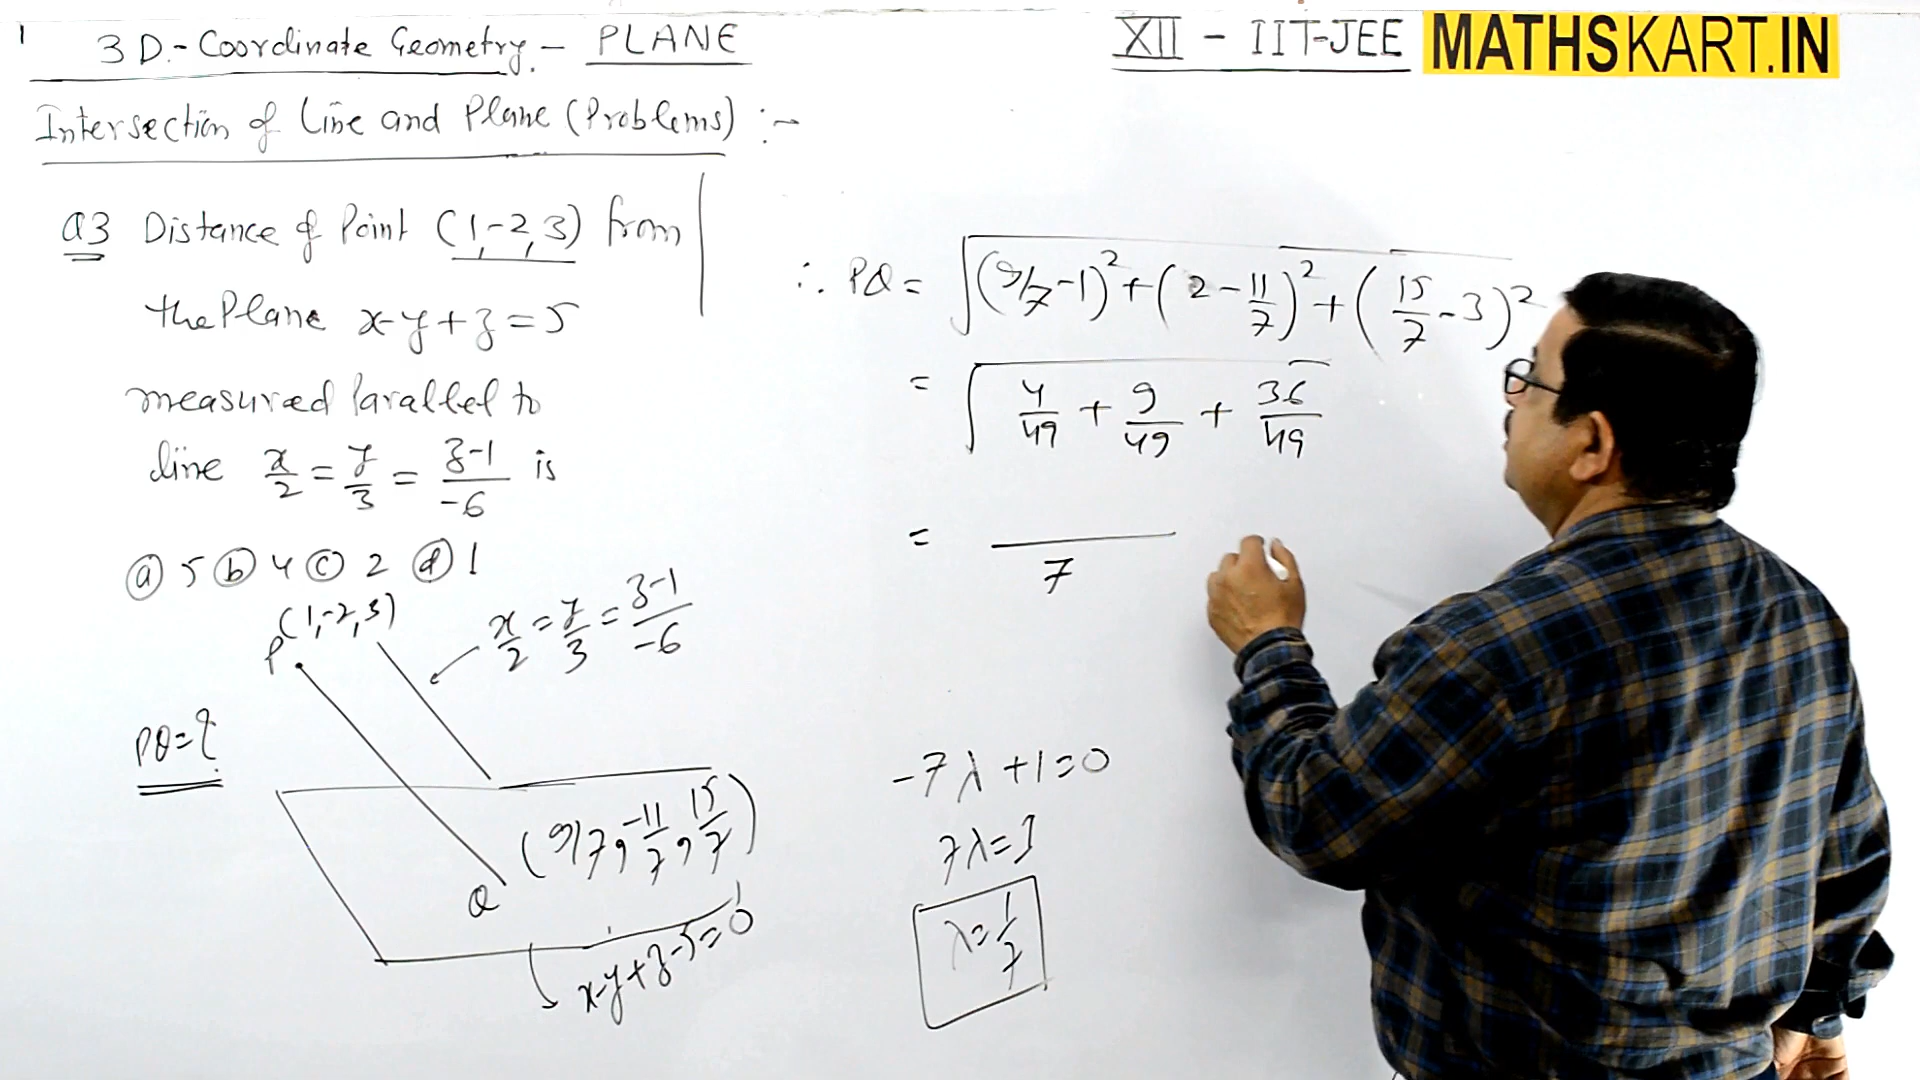 1
3D.-Coordinate Geometry.- PLANE
XII - IIT-JEE MATHSKART.IN
Intersection of Line and Plane (Problems) :-
Q3 Distance of Point (1,-2,3) from
the Plane x-y+z=5
measured Parallel to
line x/2 = y/3 = z-1/-6 is
(a) 5 (b) 4 (c) 2 (d) 1
P (1,-2,3)
x/2 = y/3 = z-1/-6
PQ=?
Q (9/7, -11/7, 15/7)
x-y+z-5=0
∴ PQ = √(9/7-1)²+(2-11/7)²+(15/7-3)²
= √4/49 + 9/49 + 36/49
= /7
-7λ+1=0
7λ=1
λ=1/7